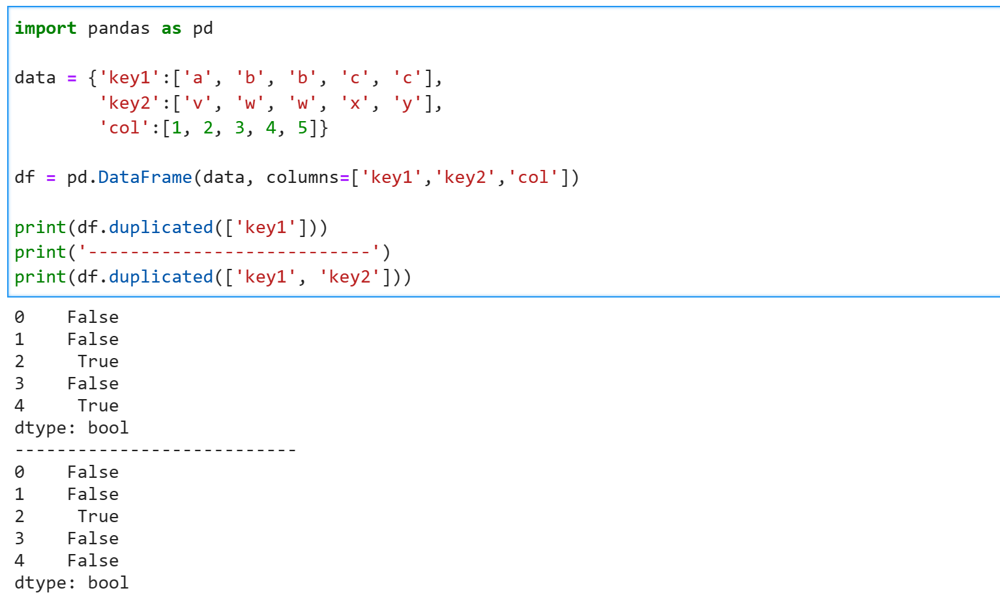 import pandas as pd
data = {'key1':['a', 'b', 'b', 'c', 'c'],
        'key2':['v', 'w', 'w', 'x', 'y'],
        'col':[1, 2, 3, 4, 5]}
df = pd.DataFrame(data, columns=['key1','key2','col'])
print(df.duplicated(['key1']))
print('---------------------------')
print(df.duplicated(['key1', 'key2']))
0    False
1    False
2     True
3    False
4     True
dtype: bool
---------------------------
0    False
1    False
2     True
3    False
4    False
dtype: bool